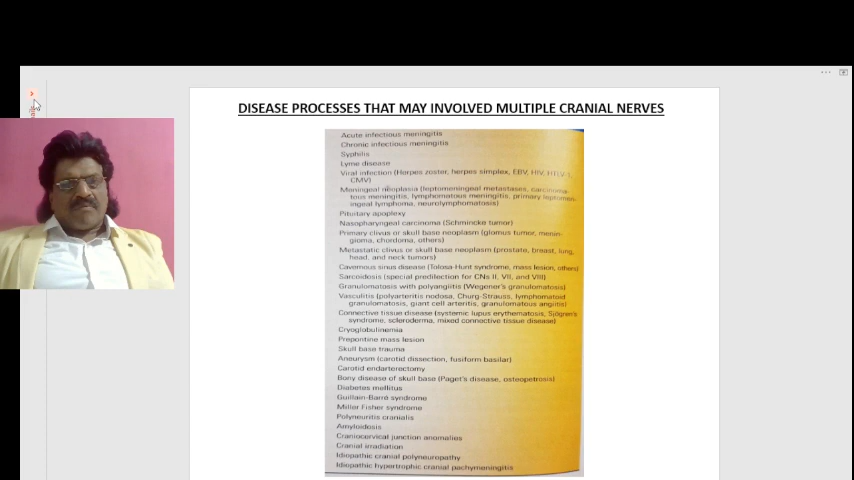 DISEASE PROCESSES THAT MAY INVOLVED MULTIPLE CRANIAL NERVES
Acute infectious meningitis
Chronic infectious meningitis
Syphilis
Lyme disease
Viral infection (Herpes zoster, herpes simplex, EBV, HIV, HTLV-1,
CMV)
Meningeal neoplasia (leptomeningeal metastases, carcinoma-
tous meningitis, lymphomatous meningitis, primary leptomen-
ingeal lymphoma, neurolymphomatosis)
Pituitary apoplexy
Nasopharyngeal carcinoma (Schmincke tumor)
Primary clivus or skull base neoplasm (glomus tumor, menin-
gioma, chordoma, others)
Metastatic clivus or skull base neoplasm (prostate, breast, lung,
head, and neck tumors)
Cavernous sinus disease (Tolosa-Hunt syndrome, mass lesion, others)
Sarcoidosis (special predilection for CNs II, VII, and VIII)
Granulomatosis with polyangiitis (Wegener's granulomatosis)
Vasculitis (polyarteritis nodosa, Churg-Strauss, lymphomatoid
granulomatosis, giant cell arteritis, granulomatous angiitis)
Connective tissue disease (systemic lupus erythematosis, Sjögren's
syndrome, scleroderma, mixed connective tissue disease)
Cryoglobulinemia
Prepontine mass lesion
Skull base trauma
Aneurysm (carotid dissection, fusiform basilar)
Carotid endarterectomy
Bony disease of skull base (Paget's disease, osteopetrosis)
Diabetes mellitus
Guillain-Barré syndrome
Miller Fisher syndrome
Polyneuritis cranialis
Amyloidosis
Craniocervical junction anomalies
Cranial irradiation
Idiopathic cranial polyneuropathy
Idiopathic hypertrophic cranial pachymeningitis